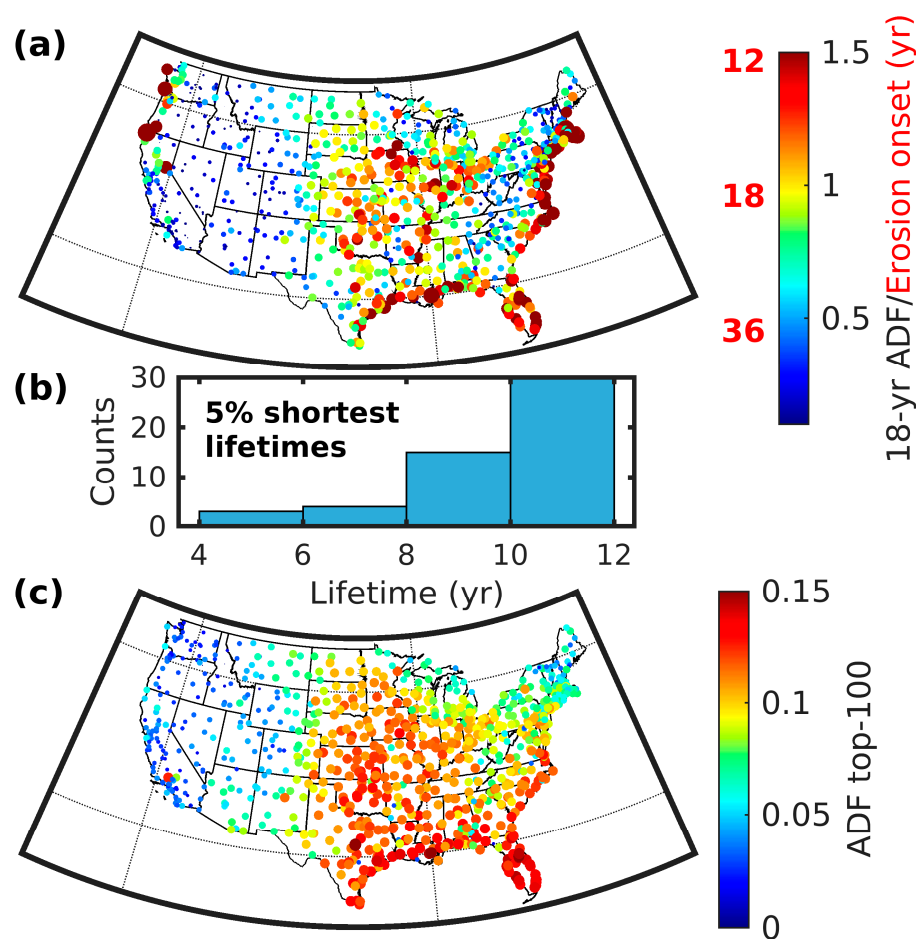 (a)
12
18
36
1.5
1
0.5
18-yr ADF/Erosion onset (yr)
(b)
30
20
10
0
Counts
5% shortest
lifetimes
4 6 8 10 12
Lifetime (yr)
(c)
0.15
0.1
0.05
0
ADF top-100